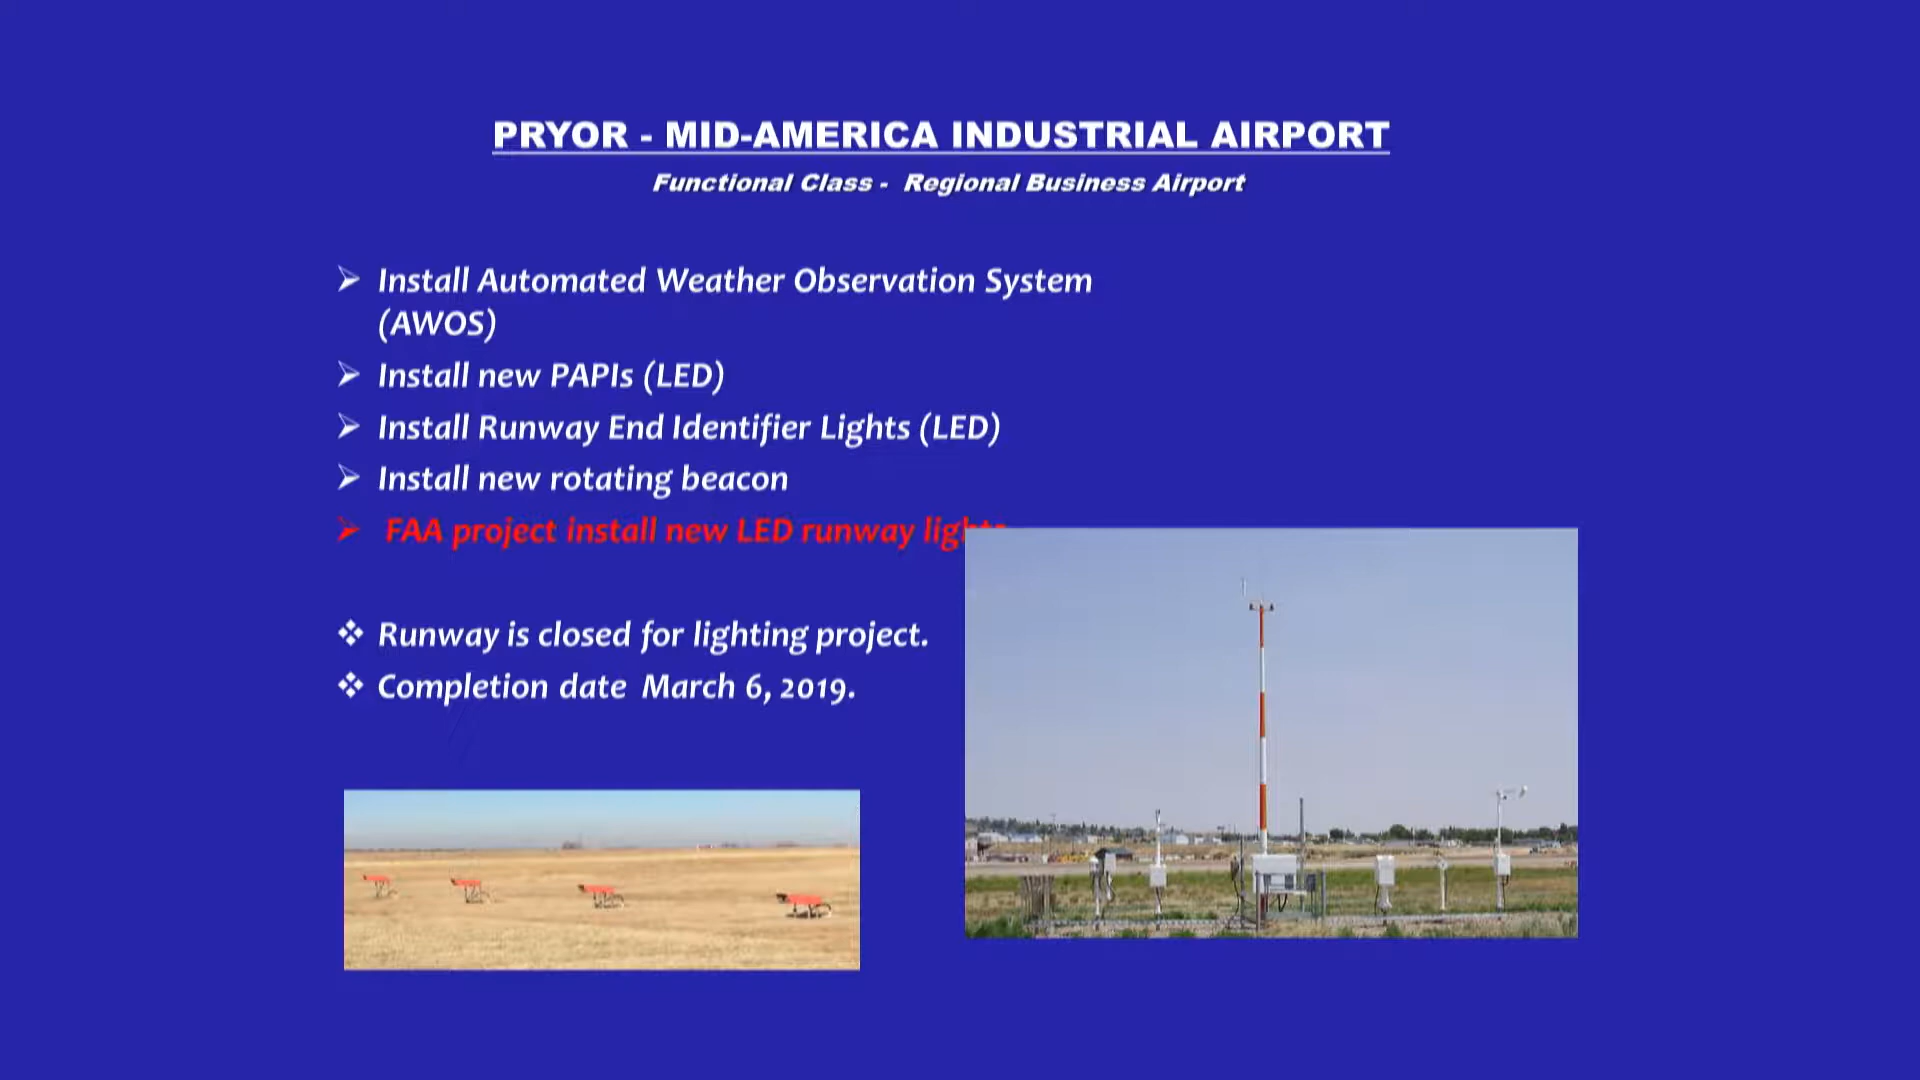 PRYOR - MID-AMERICA INDUSTRIAL AIRPORT
Functional Class - Regional Business Airport
Install Automated Weather Observation System
(AWOS)
Install new PAPIs (LED)
Install Runway End Identifier Lights (LED)
Install new rotating beacon
FAA project install new LED runway lights
Runway is closed for lighting project.
Completion date March 6, 2019.